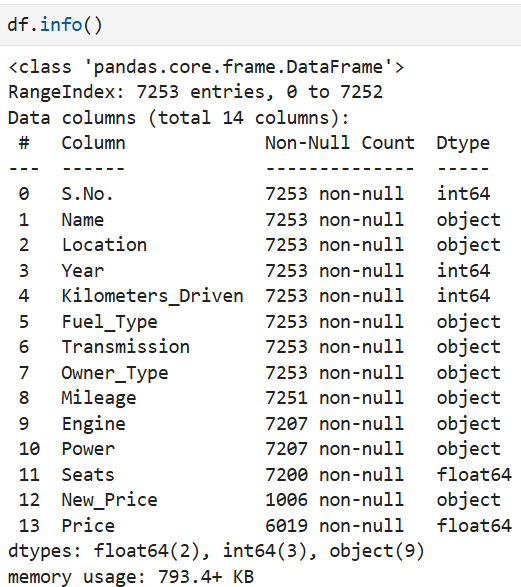 df.info()
<class 'pandas.core.frame.DataFrame'>
RangeIndex: 7253 entries, 0 to 7252
Data columns (total 14 columns):
 #   Column             Non-Null Count  Dtype
---  ------             --------------  -----
 0   S.No.              7253 non-null   int64
 1   Name               7253 non-null   object
 2   Location           7253 non-null   object
 3   Year               7253 non-null   int64
 4   Kilometers_Driven  7253 non-null   int64
 5   Fuel_Type          7253 non-null   object
 6   Transmission       7253 non-null   object
 7   Owner_Type         7253 non-null   object
 8   Mileage            7251 non-null   object
 9   Engine             7207 non-null   object
 10  Power              7207 non-null   object
 11  Seats              7200 non-null   float64
 12  New_Price          1006 non-null   object
 13  Price              6019 non-null   float64
dtypes: float64(2), int64(3), object(9)
memory usage: 793.4+ KB